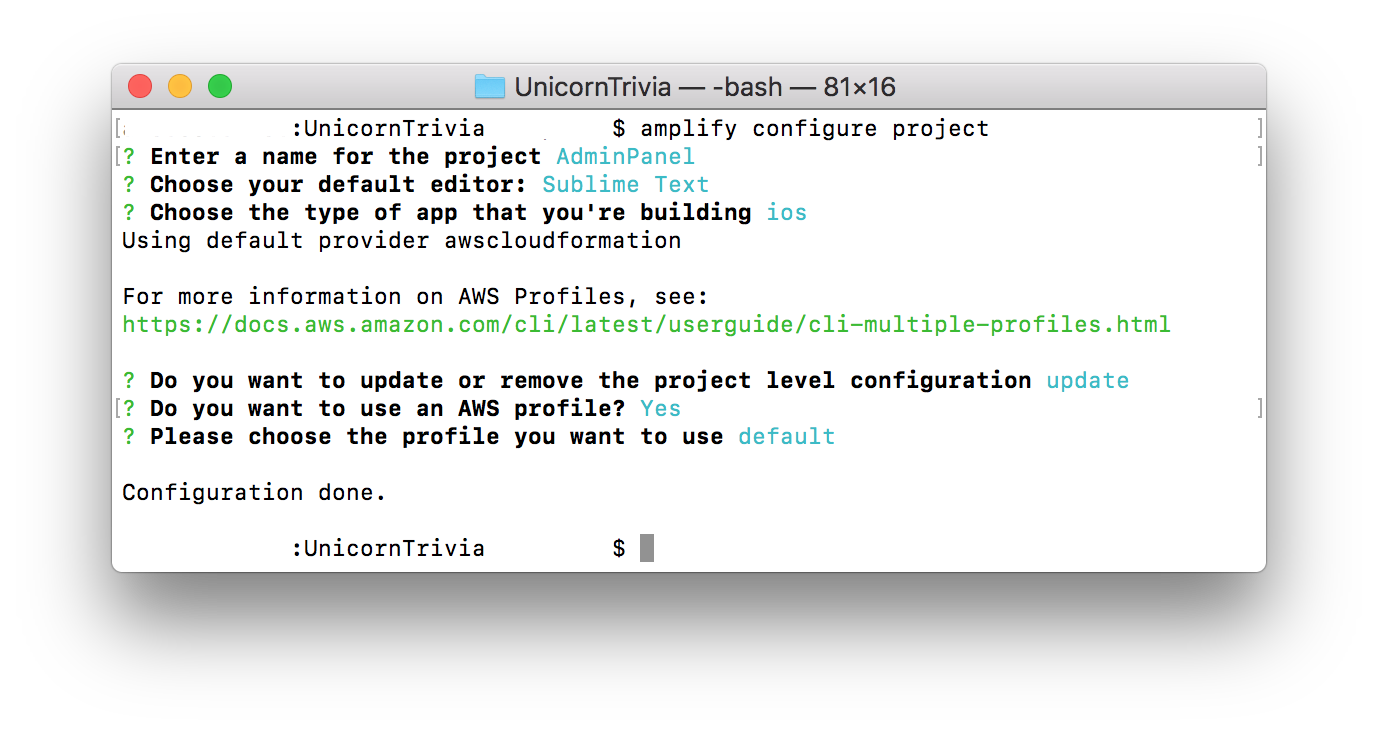 UnicornTrivia — -bash — 81×16
:UnicornTrivia $ amplify configure project
? Enter a name for the project AdminPanel
? Choose your default editor: Sublime Text
? Choose the type of app that you're building ios
Using default provider awscloudformation
For more information on AWS Profiles, see:
https://docs.aws.amazon.com/cli/latest/userguide/cli-multiple-profiles.html
? Do you want to update or remove the project level configuration update
? Do you want to use an AWS profile? Yes
? Please choose the profile you want to use default
Configuration done.
:UnicornTrivia $